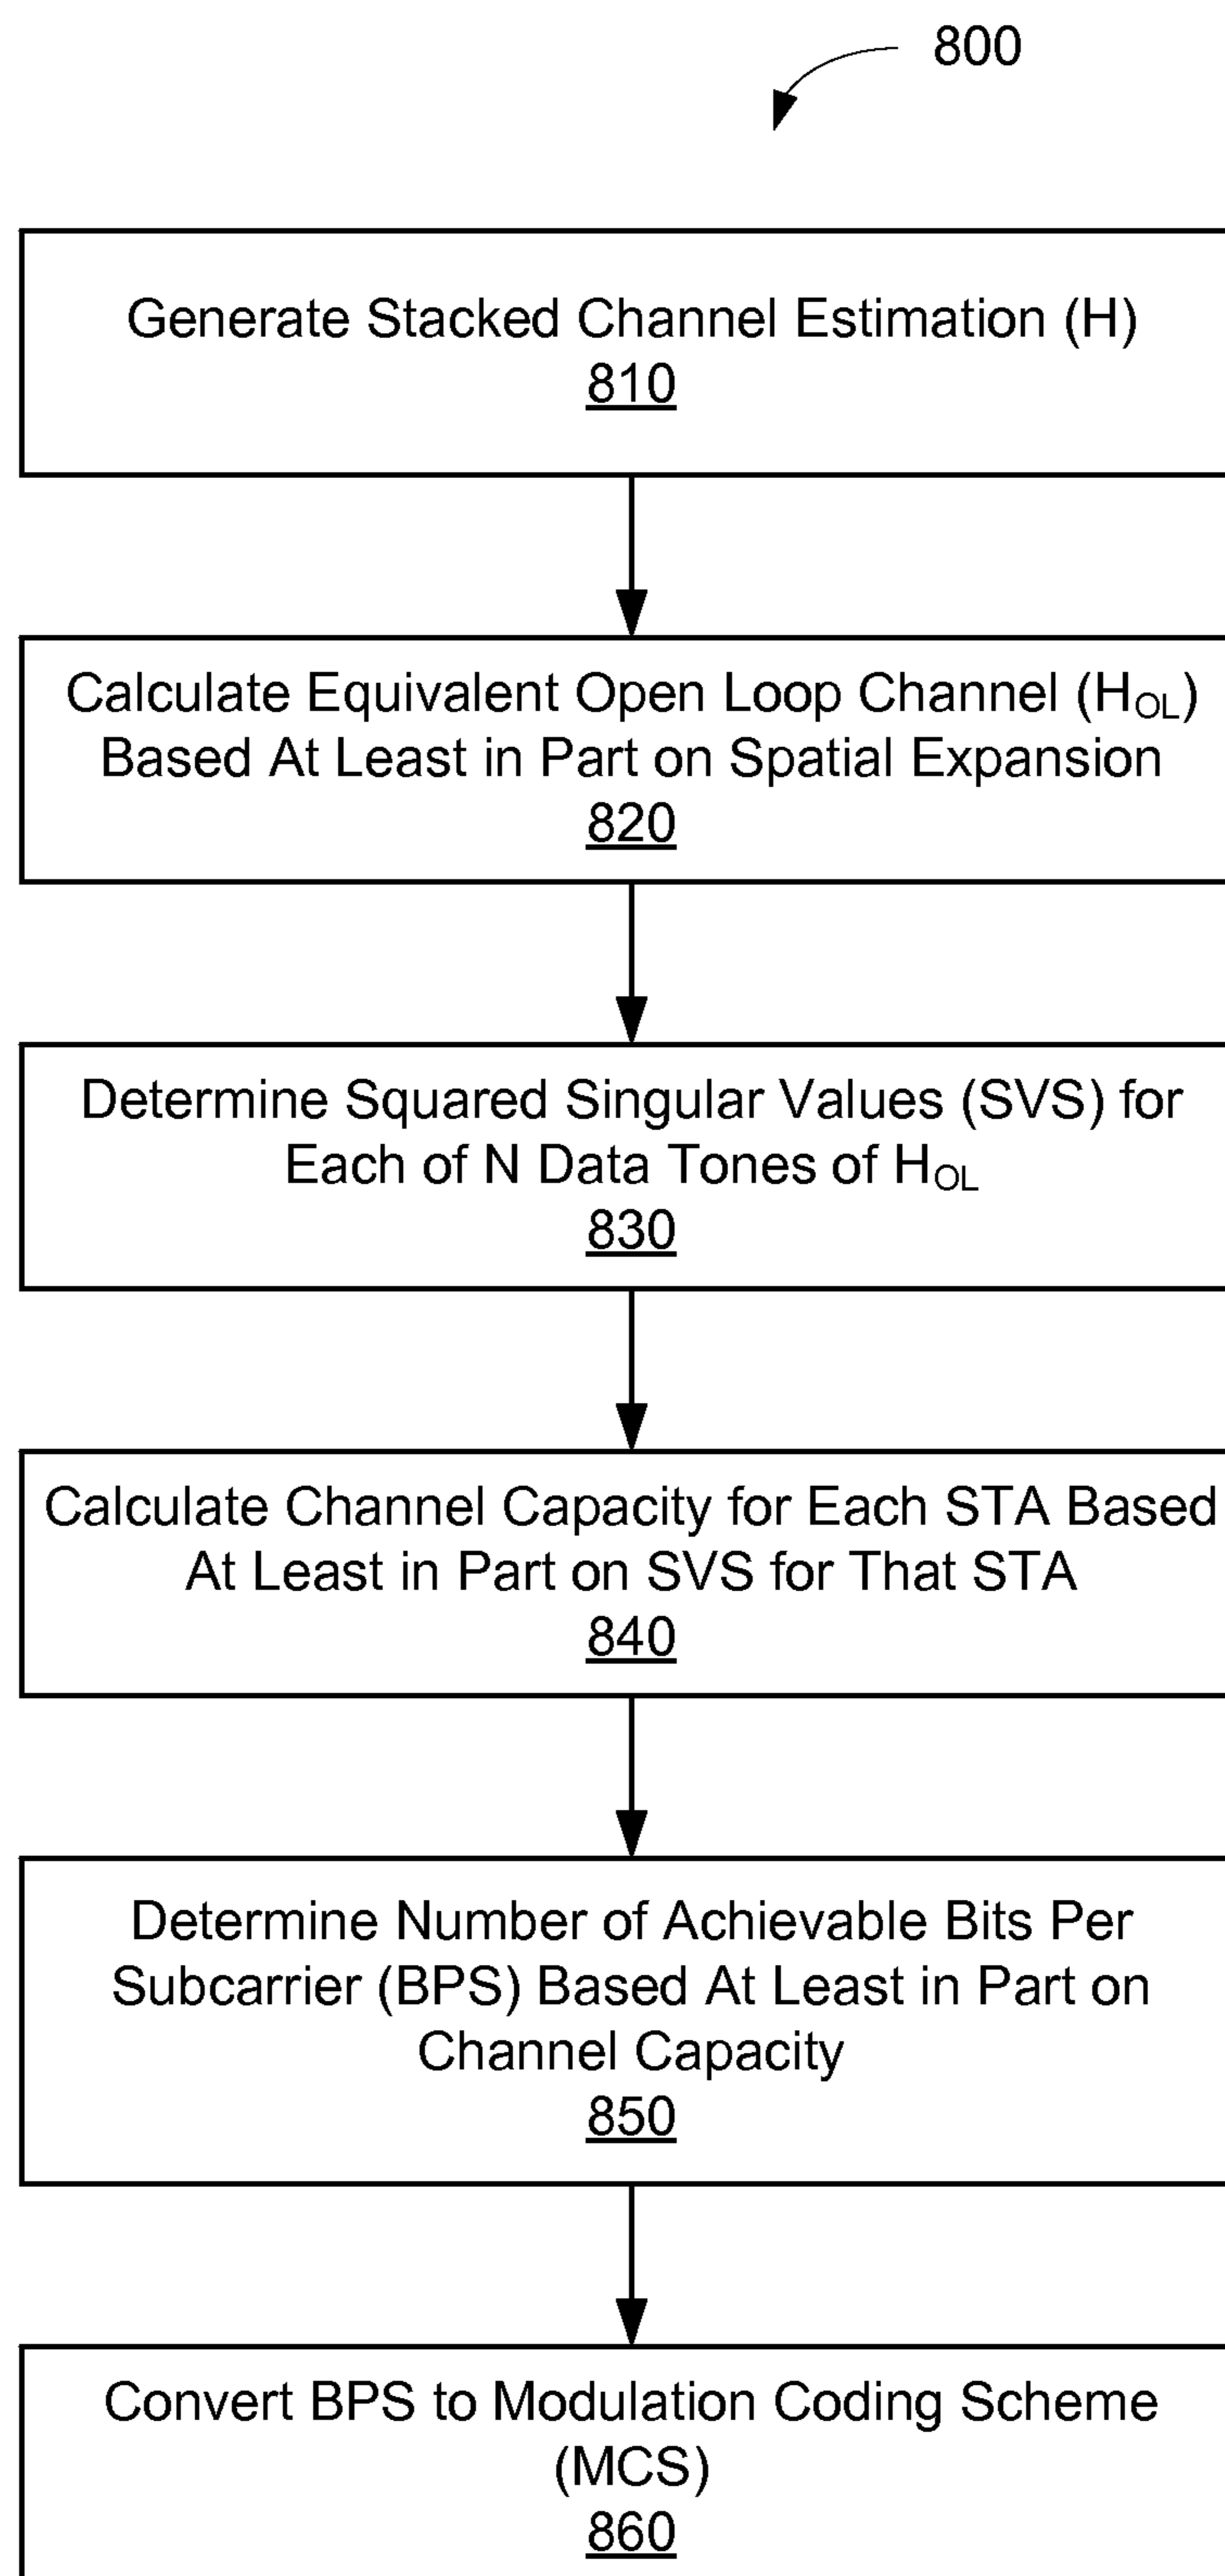 800
Generate Stacked Channel Estimation (H)
810
Calculate Equivalent Open Loop Channel (HOL)
Based At Least in Part on Spatial Expansion
820
Determine Squared Singular Values (SVS) for
Each of N Data Tones of HOL
830
Calculate Channel Capacity for Each STA Based
At Least in Part on SVS for That STA
840
Determine Number of Achievable Bits Per
Subcarrier (BPS) Based At Least in Part on
Channel Capacity
850
Convert BPS to Modulation Coding Scheme
(MCS)
860